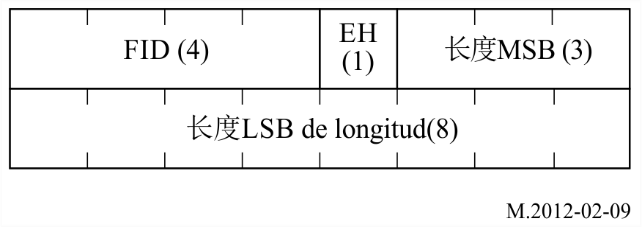 FID (4)
EH
(1)
长度MSB (3)
长度LSB de longitud(8)
M.2012-02-09